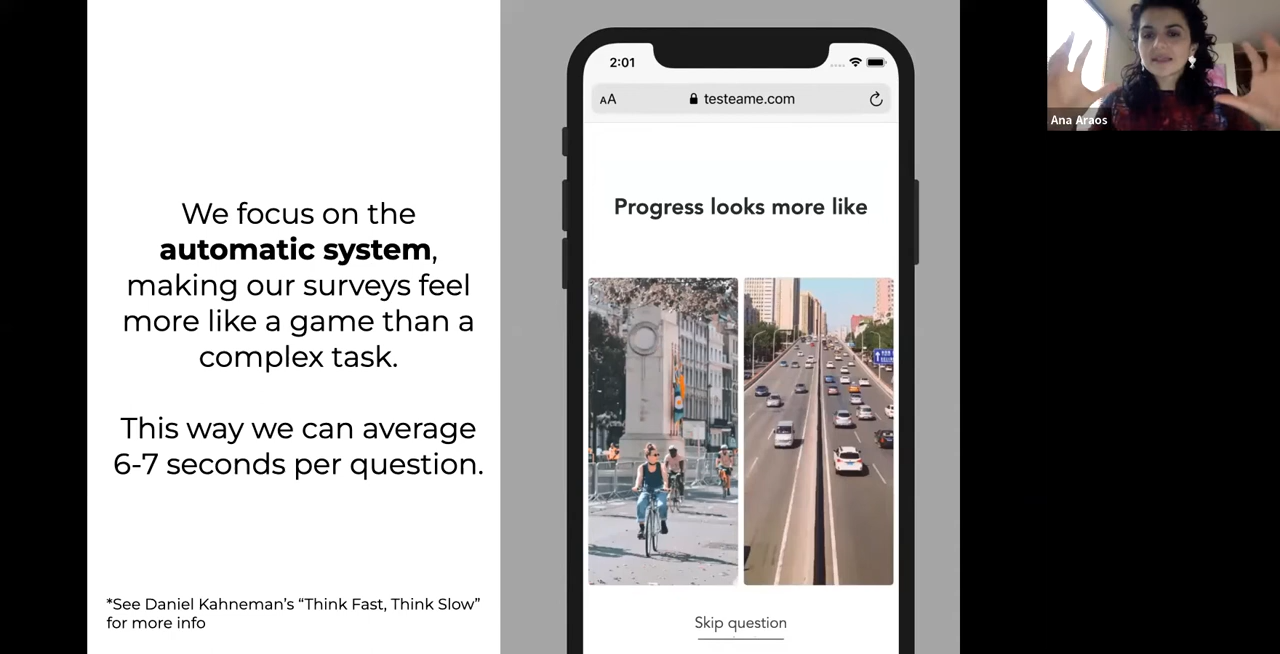 We focus on the
automatic system,
making our surveys feel
more like a game than a
complex task.
This way we can average
6-7 seconds per question.
*See Daniel Kahneman's “Think Fast, Think Slow”
for more info
2:01
AA testeame.com
Progress looks more like
Skip question
Ana Araos